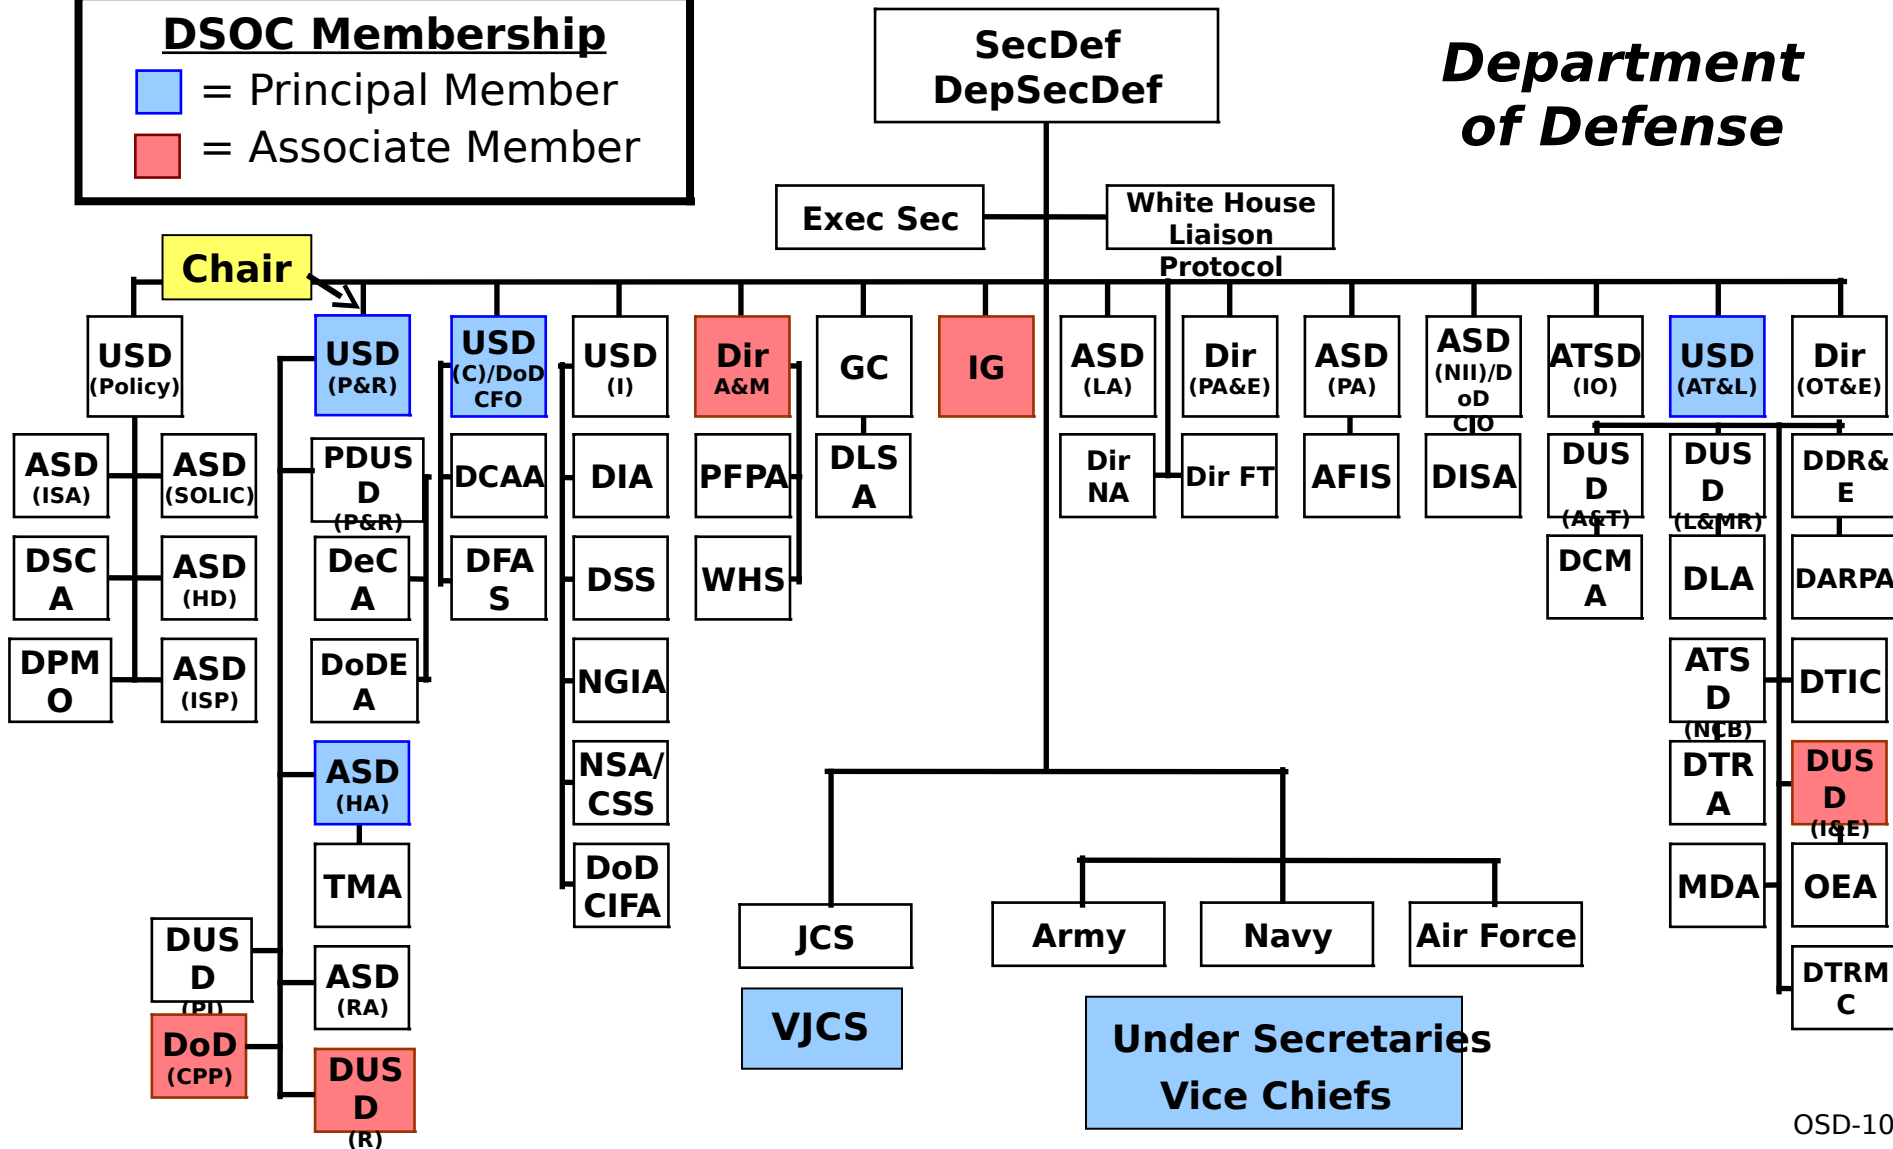 DSOC Membership
= Principal Member
= Associate Member
SecDef
DepSecDef
Department
of Defense
Exec Sec
White House
Liaison
Protocol
Chair
USD
(Policy)
USD
(P&R)
USD
(C)/DoD
CFO
USD
(I)
Dir
A&M
GC
IG
ASD
(LA)
Dir
(PA&E)
ASD
(PA)
ASD
(NII)/D
oD
CIO
ATSD
(IO)
USD
(AT&L)
Dir
(OT&E)
ASD
(ISA)
ASD
(SOLIC)
PDUS
D
(P&R)
DCAA
DIA
PFPA
DLS
A
Dir
NA
Dir FT
AFIS
DISA
DUS
D
(A&T)
DUS
D
(L&MR)
DDR&
E
DSC
A
ASD
(HD)
DeC
A
DFA
S
DSS
WHS
DCM
A
DLA
DARPA
DPM
O
ASD
(ISP)
DoDE
A
NGIA
ATS
D
(NCB)
DTIC
ASD
(HA)
NSA/
CSS
DTR
A
DUS
D
(I&E)
TMA
DoD
CIFA
MDA
OEA
DUS
D
(PI)
ASD
(RA)
JCS
Army
Navy
Air Force
DTRM
C
DoD
(CPP)
DUS
D
(R)
VJCS
Under Secretaries
Vice Chiefs
OSD-10